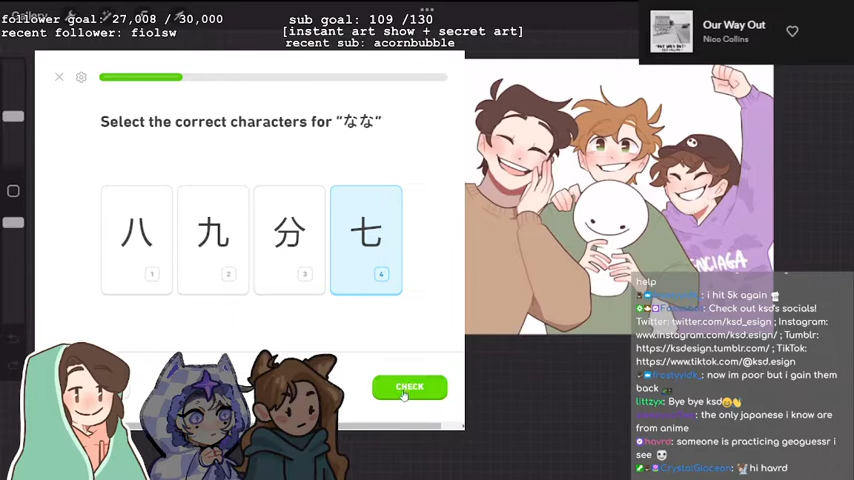 follower goal: 27,008 / 30,000
recent follower: fiolsw
sub goal: 109 /130
[instant art show + secret art]
recent sub: acornbubble
Our Way Out
Nico Collins
Select the correct characters for "なな"
八
九
分
七
1
2
3
4
CHECK
help
: i hit 5k again
: Check out ksd's socials!
Twitter: twitter.com/ksd_esign ; Instagram:
www.instagram.com/ksd.esign/ ; Tumblr:
https://ksdesign.tumblr.com/ ; TikTok:
https://www.tiktok.com/@ksd.esign
frostyvidk_: now im poor but i gain them
back
littzyx: Bye bye ksd
: the only japanese i know are
from anime
havrd: someone is practicing geoguessr i
see
CrystorGlaceon: hi havrd